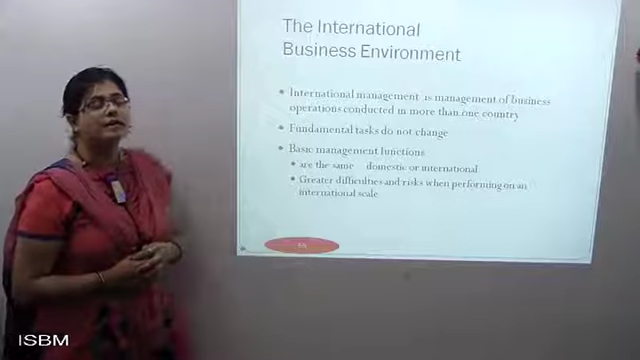 The International
Business Environment
International management is management of business
operations conducted in more than one country
Fundamental tasks do not change
Basic management functions
are the same domestic or international
Greater difficulties and risks when performing on an
international scale
ISBM